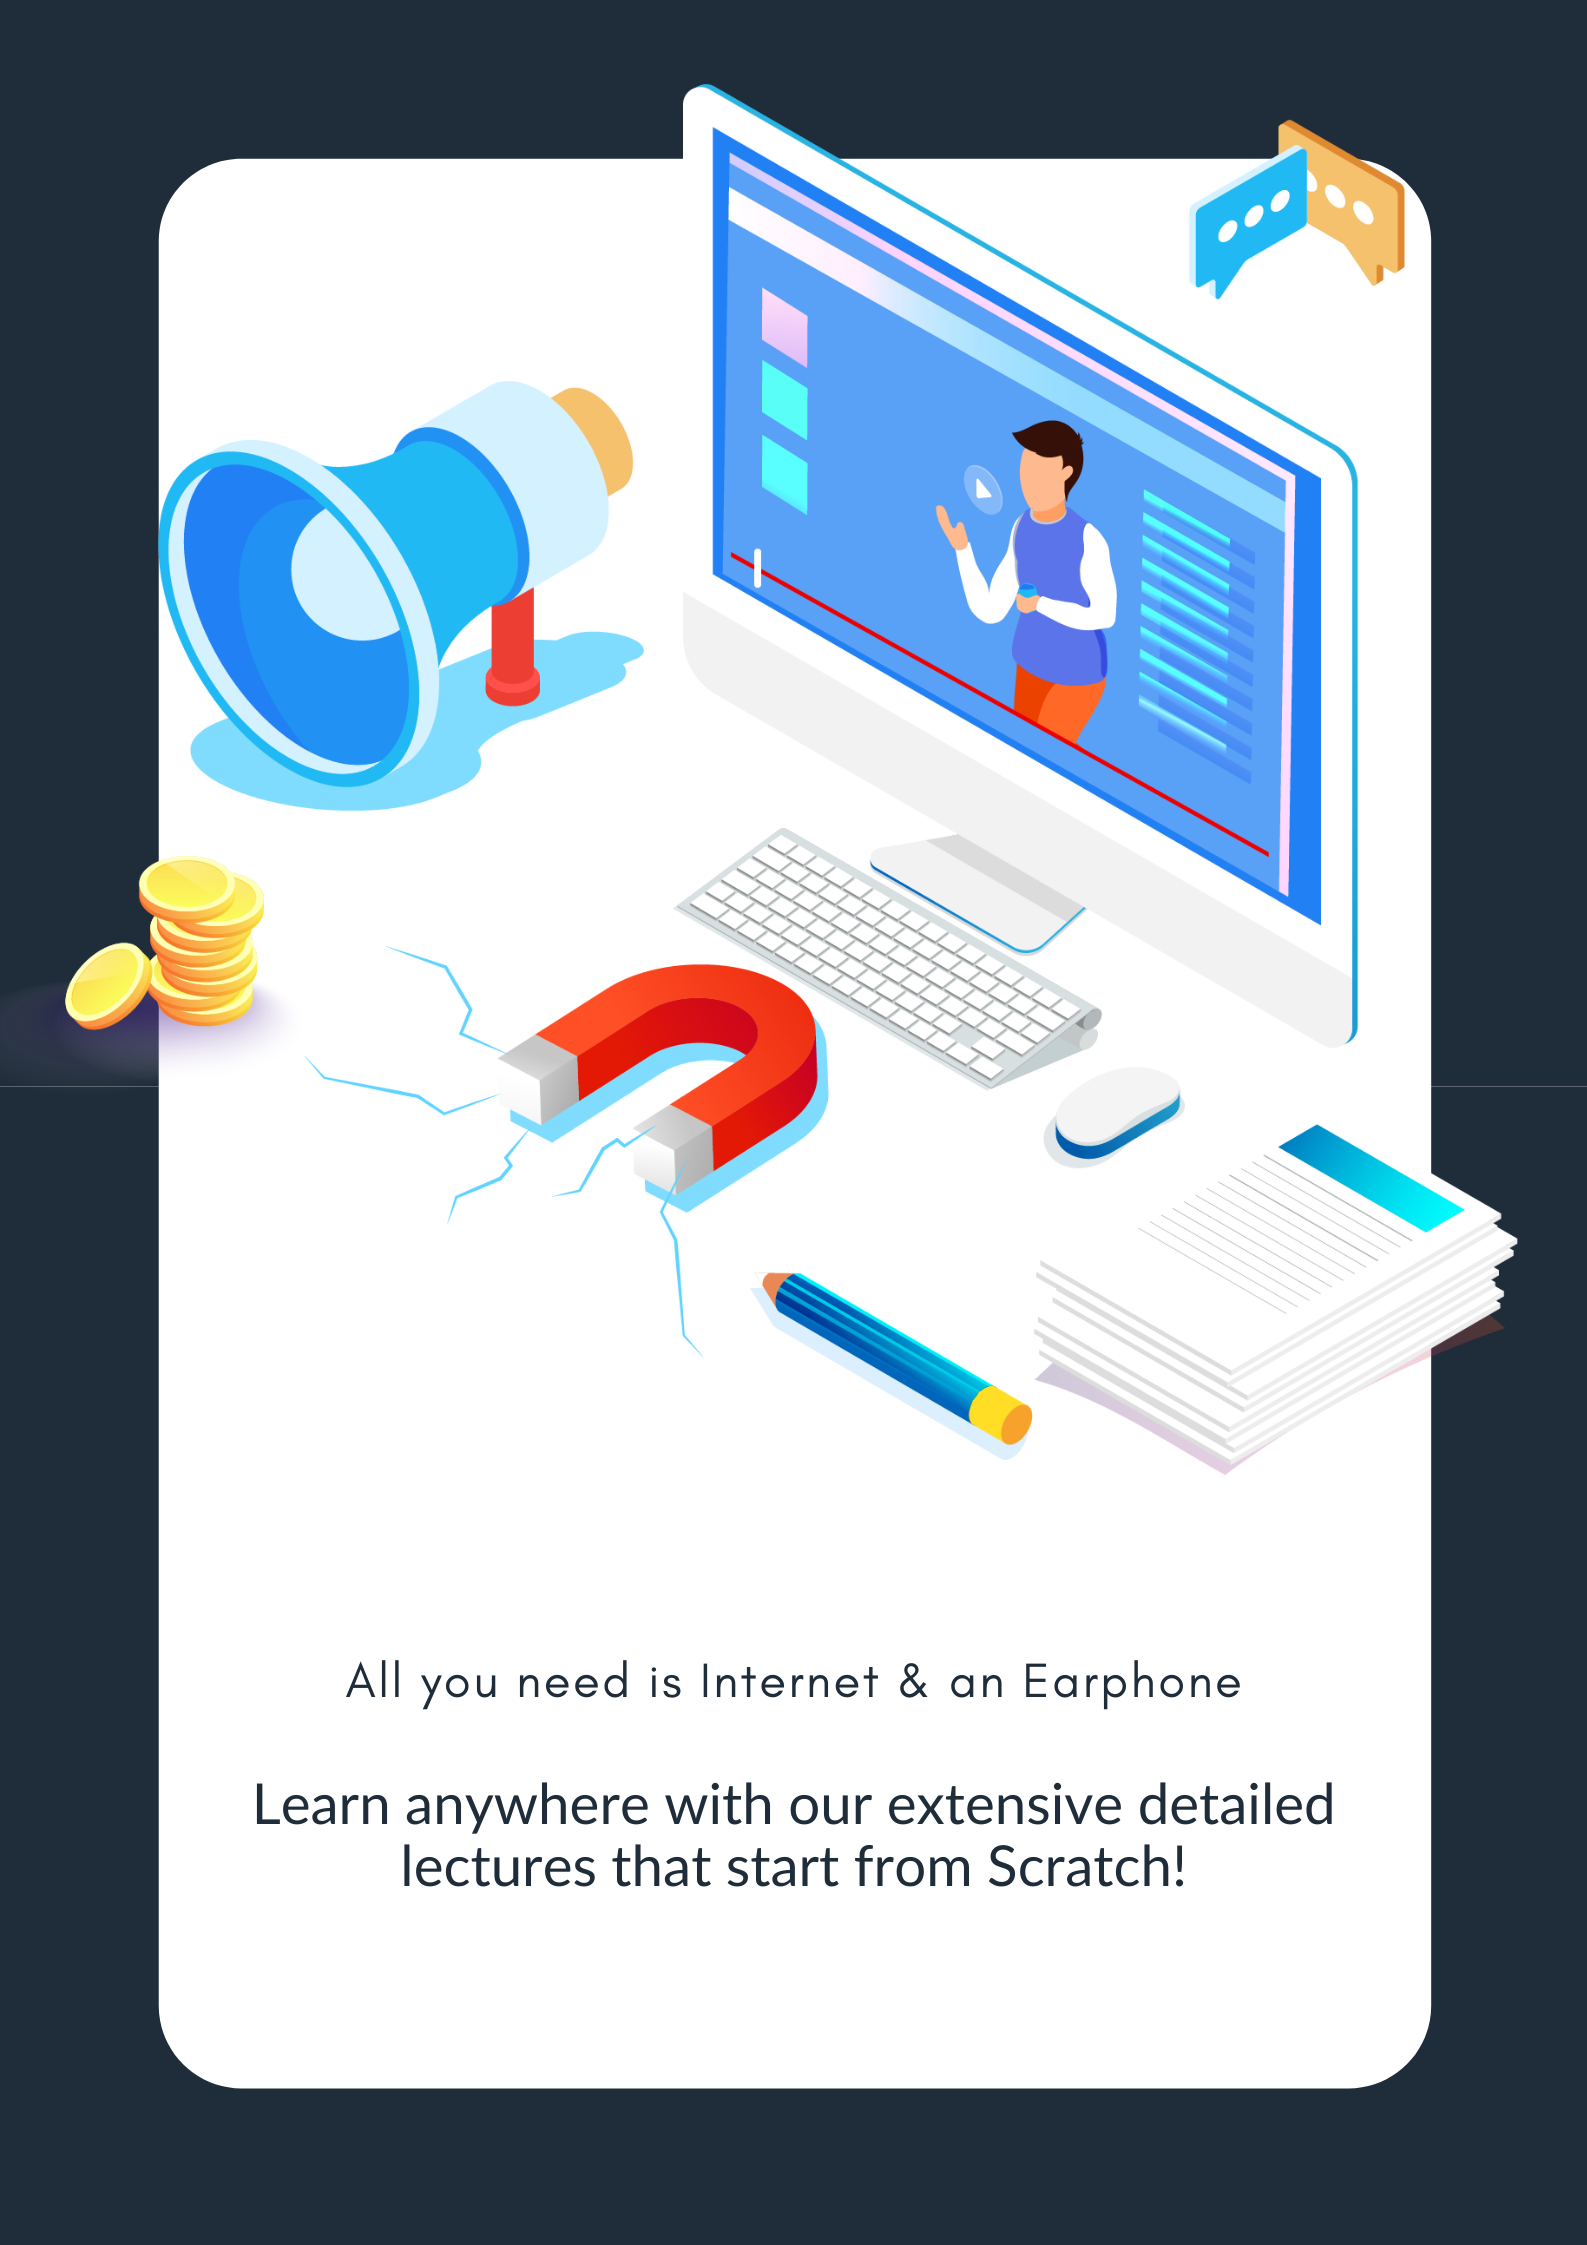 All you need is Internet & an Earphone
Learn anywhere with our extensive detailed
lectures that start from Scratch!